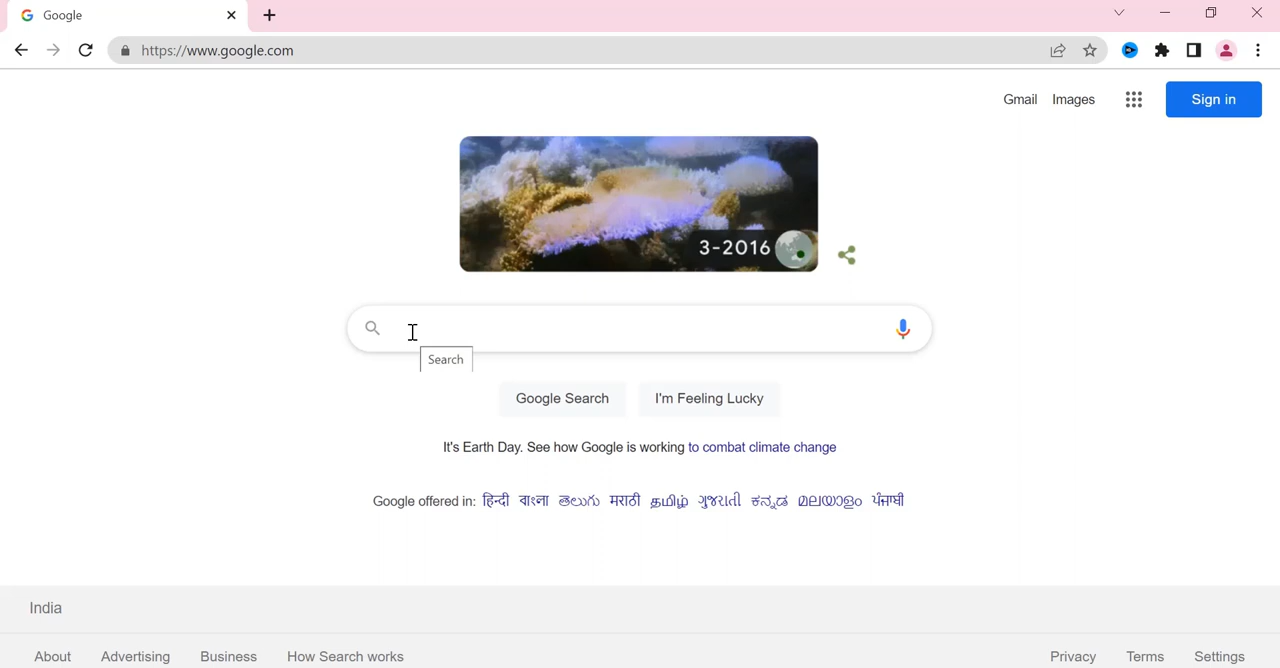 Google
https://www.google.com
Gmail Images Sign in
3-2016
Search
Google Search I'm Feeling Lucky
It's Earth Day. See how Google is working to combat climate change
Google offered in: हिन्दी বাংলা తెలుగు मराठी தமிழ் ગુજરાતી ಕನ್ನಡ മലയാളം ਪੰਜਾਬੀ
India
About Advertising Business How Search works Privacy Terms Settings